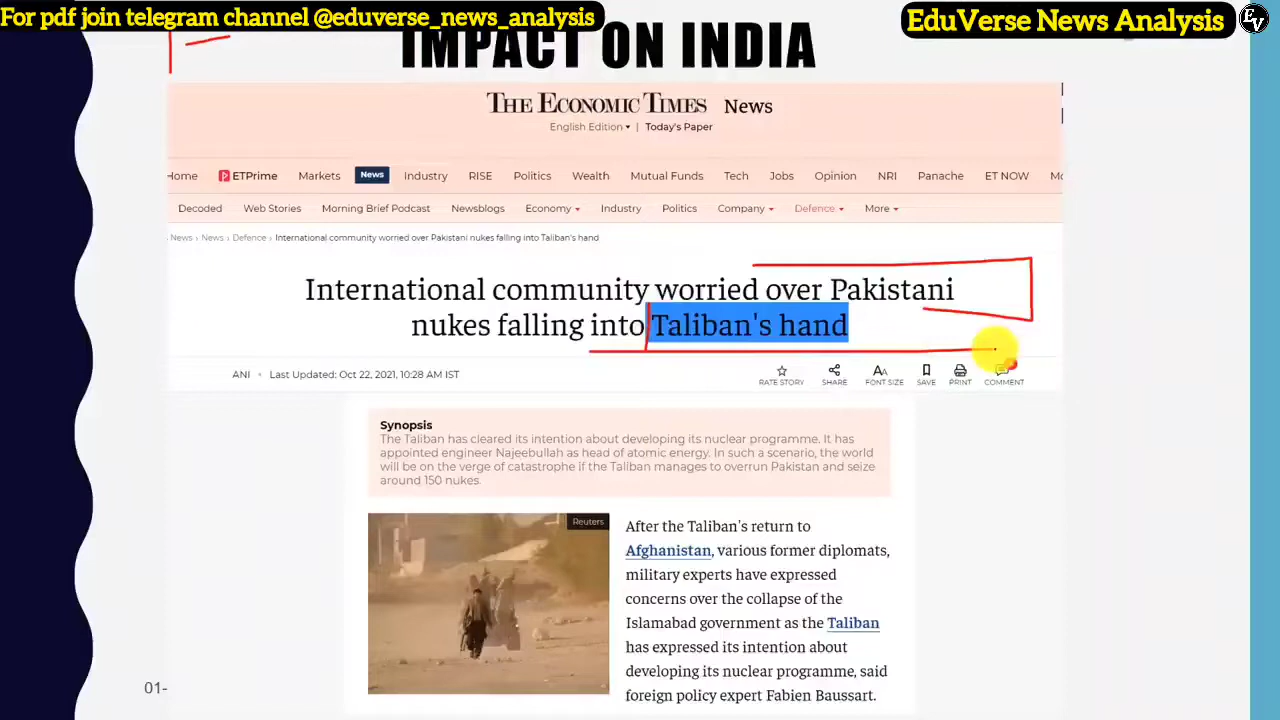 For pdf join telegram channel @eduverse_news_analysis
EduVerse News Analysis
EV
IMPACT ON INDIA
THE ECONOMIC TIMES News
English Edition | Today's Paper
Home ETPrime Markets News Industry RISE Politics Wealth Mutual Funds Tech Jobs Opinion NRI Panache ET NOW
Decoded Web Stories Morning Brief Podcast Newsblogs Economy Industry Politics Company Defence More
News › News › Defence › International community worried over Pakistani nukes falling into Taliban's hand
International community worried over Pakistani
nukes falling into Taliban's hand
ANI • Last Updated: Oct 22, 2021, 10:28 AM IST
RATE STORY SHARE FONT SIZE SAVE PRINT COMMENT
Synopsis
The Taliban has cleared its intention about developing its nuclear programme. It has
appointed engineer Najeebullah as head of atomic energy. In such a scenario, the world
will be on the verge of catastrophe if the Taliban manages to overrun Pakistan and seize
around 150 nukes.
Reuters
After the Taliban's return to
Afghanistan, various former diplomats,
military experts have expressed
concerns over the collapse of the
Islamabad government as the Taliban
has expressed its intention about
developing its nuclear programme, said
foreign policy expert Fabien Baussart.
01-